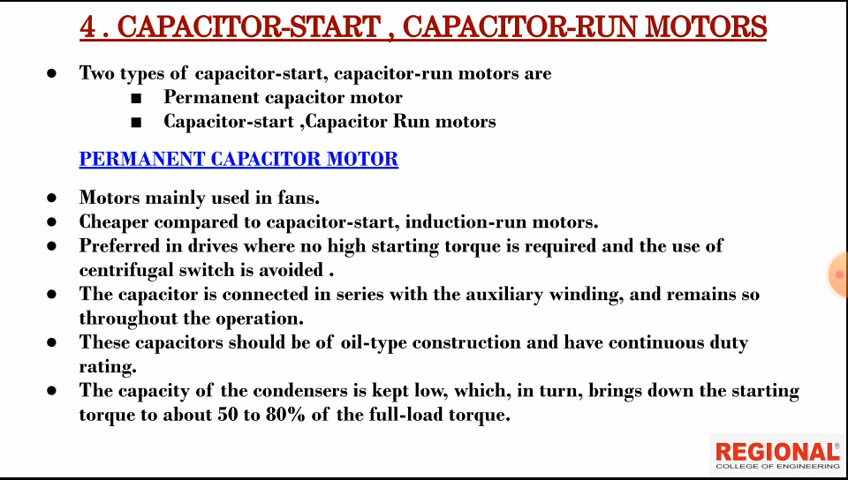 4 . CAPACITOR-START , CAPACITOR-RUN MOTORS
● Two types of capacitor-start, capacitor-run motors are
■ Permanent capacitor motor
■ Capacitor-start ,Capacitor Run motors
PERMANENT CAPACITOR MOTOR
● Motors mainly used in fans.
● Cheaper compared to capacitor-start, induction-run motors.
● Preferred in drives where no high starting torque is required and the use of
centrifugal switch is avoided .
● The capacitor is connected in series with the auxiliary winding, and remains so
throughout the operation.
● These capacitors should be of oil-type construction and have continuous duty
rating.
● The capacity of the condensers is kept low, which, in turn, brings down the starting
torque to about 50 to 80% of the full-load torque.
REGIONAL®
COLLEGE OF ENGINEERING